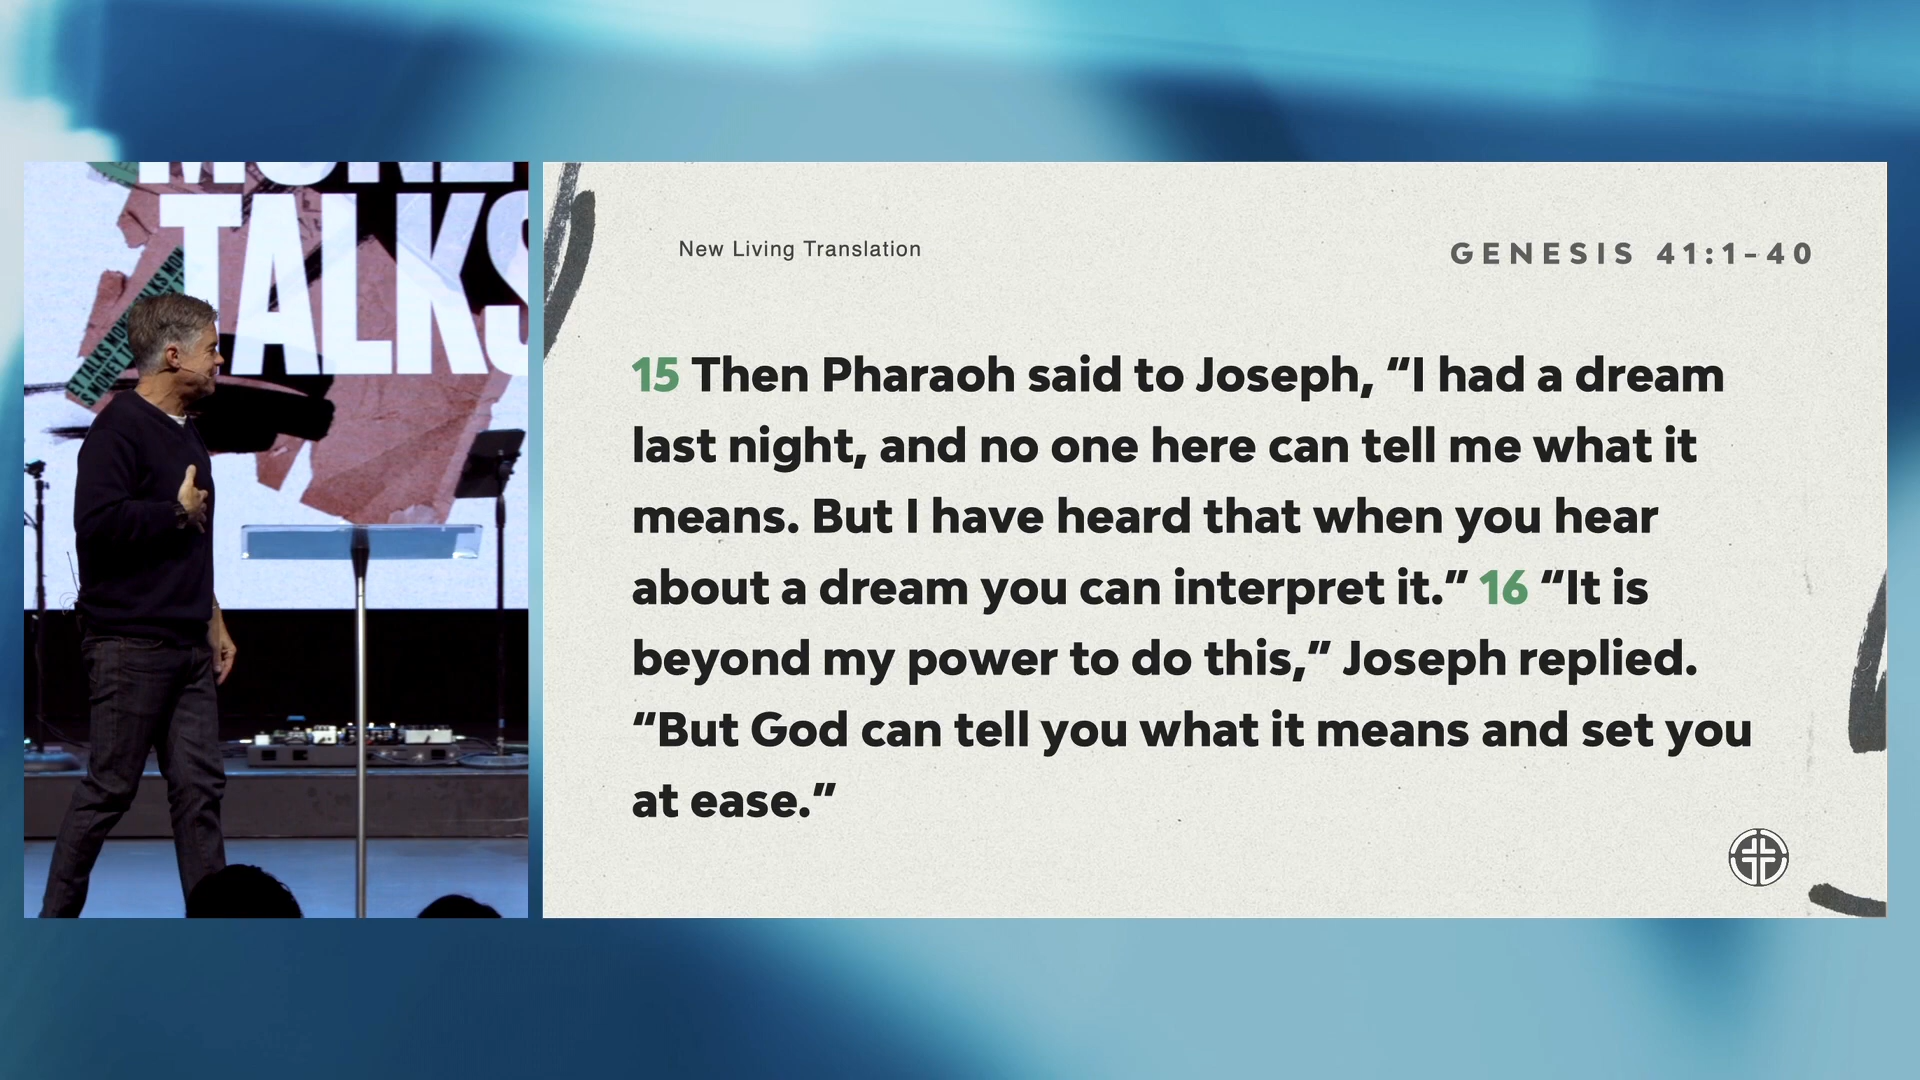 TALKS
New Living Translation
GENESIS 41:1-40
15 Then Pharaoh said to Joseph, “I had a dream
last night, and no one here can tell me what it
means. But I have heard that when you hear
about a dream you can interpret it.” 16 “It is
beyond my power to do this,” Joseph replied.
“But God can tell you what it means and set you
at ease.”